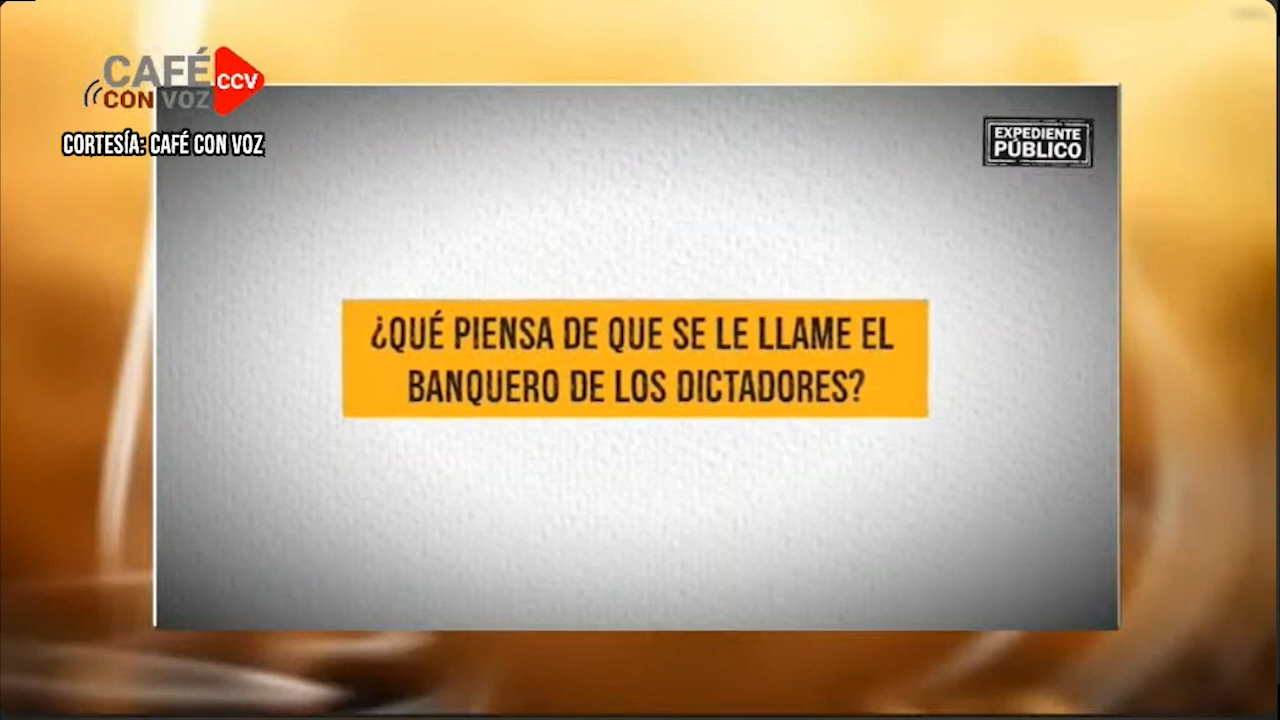 CAFÉ
CON VOZ
CCV
CORTESÍA: CAFÉ CON VOZ
EXPEDIENTE
PÚBLICO
¿QUÉ PIENSA DE QUE SE LE LLAME EL
BANQUERO DE LOS DICTADORES?